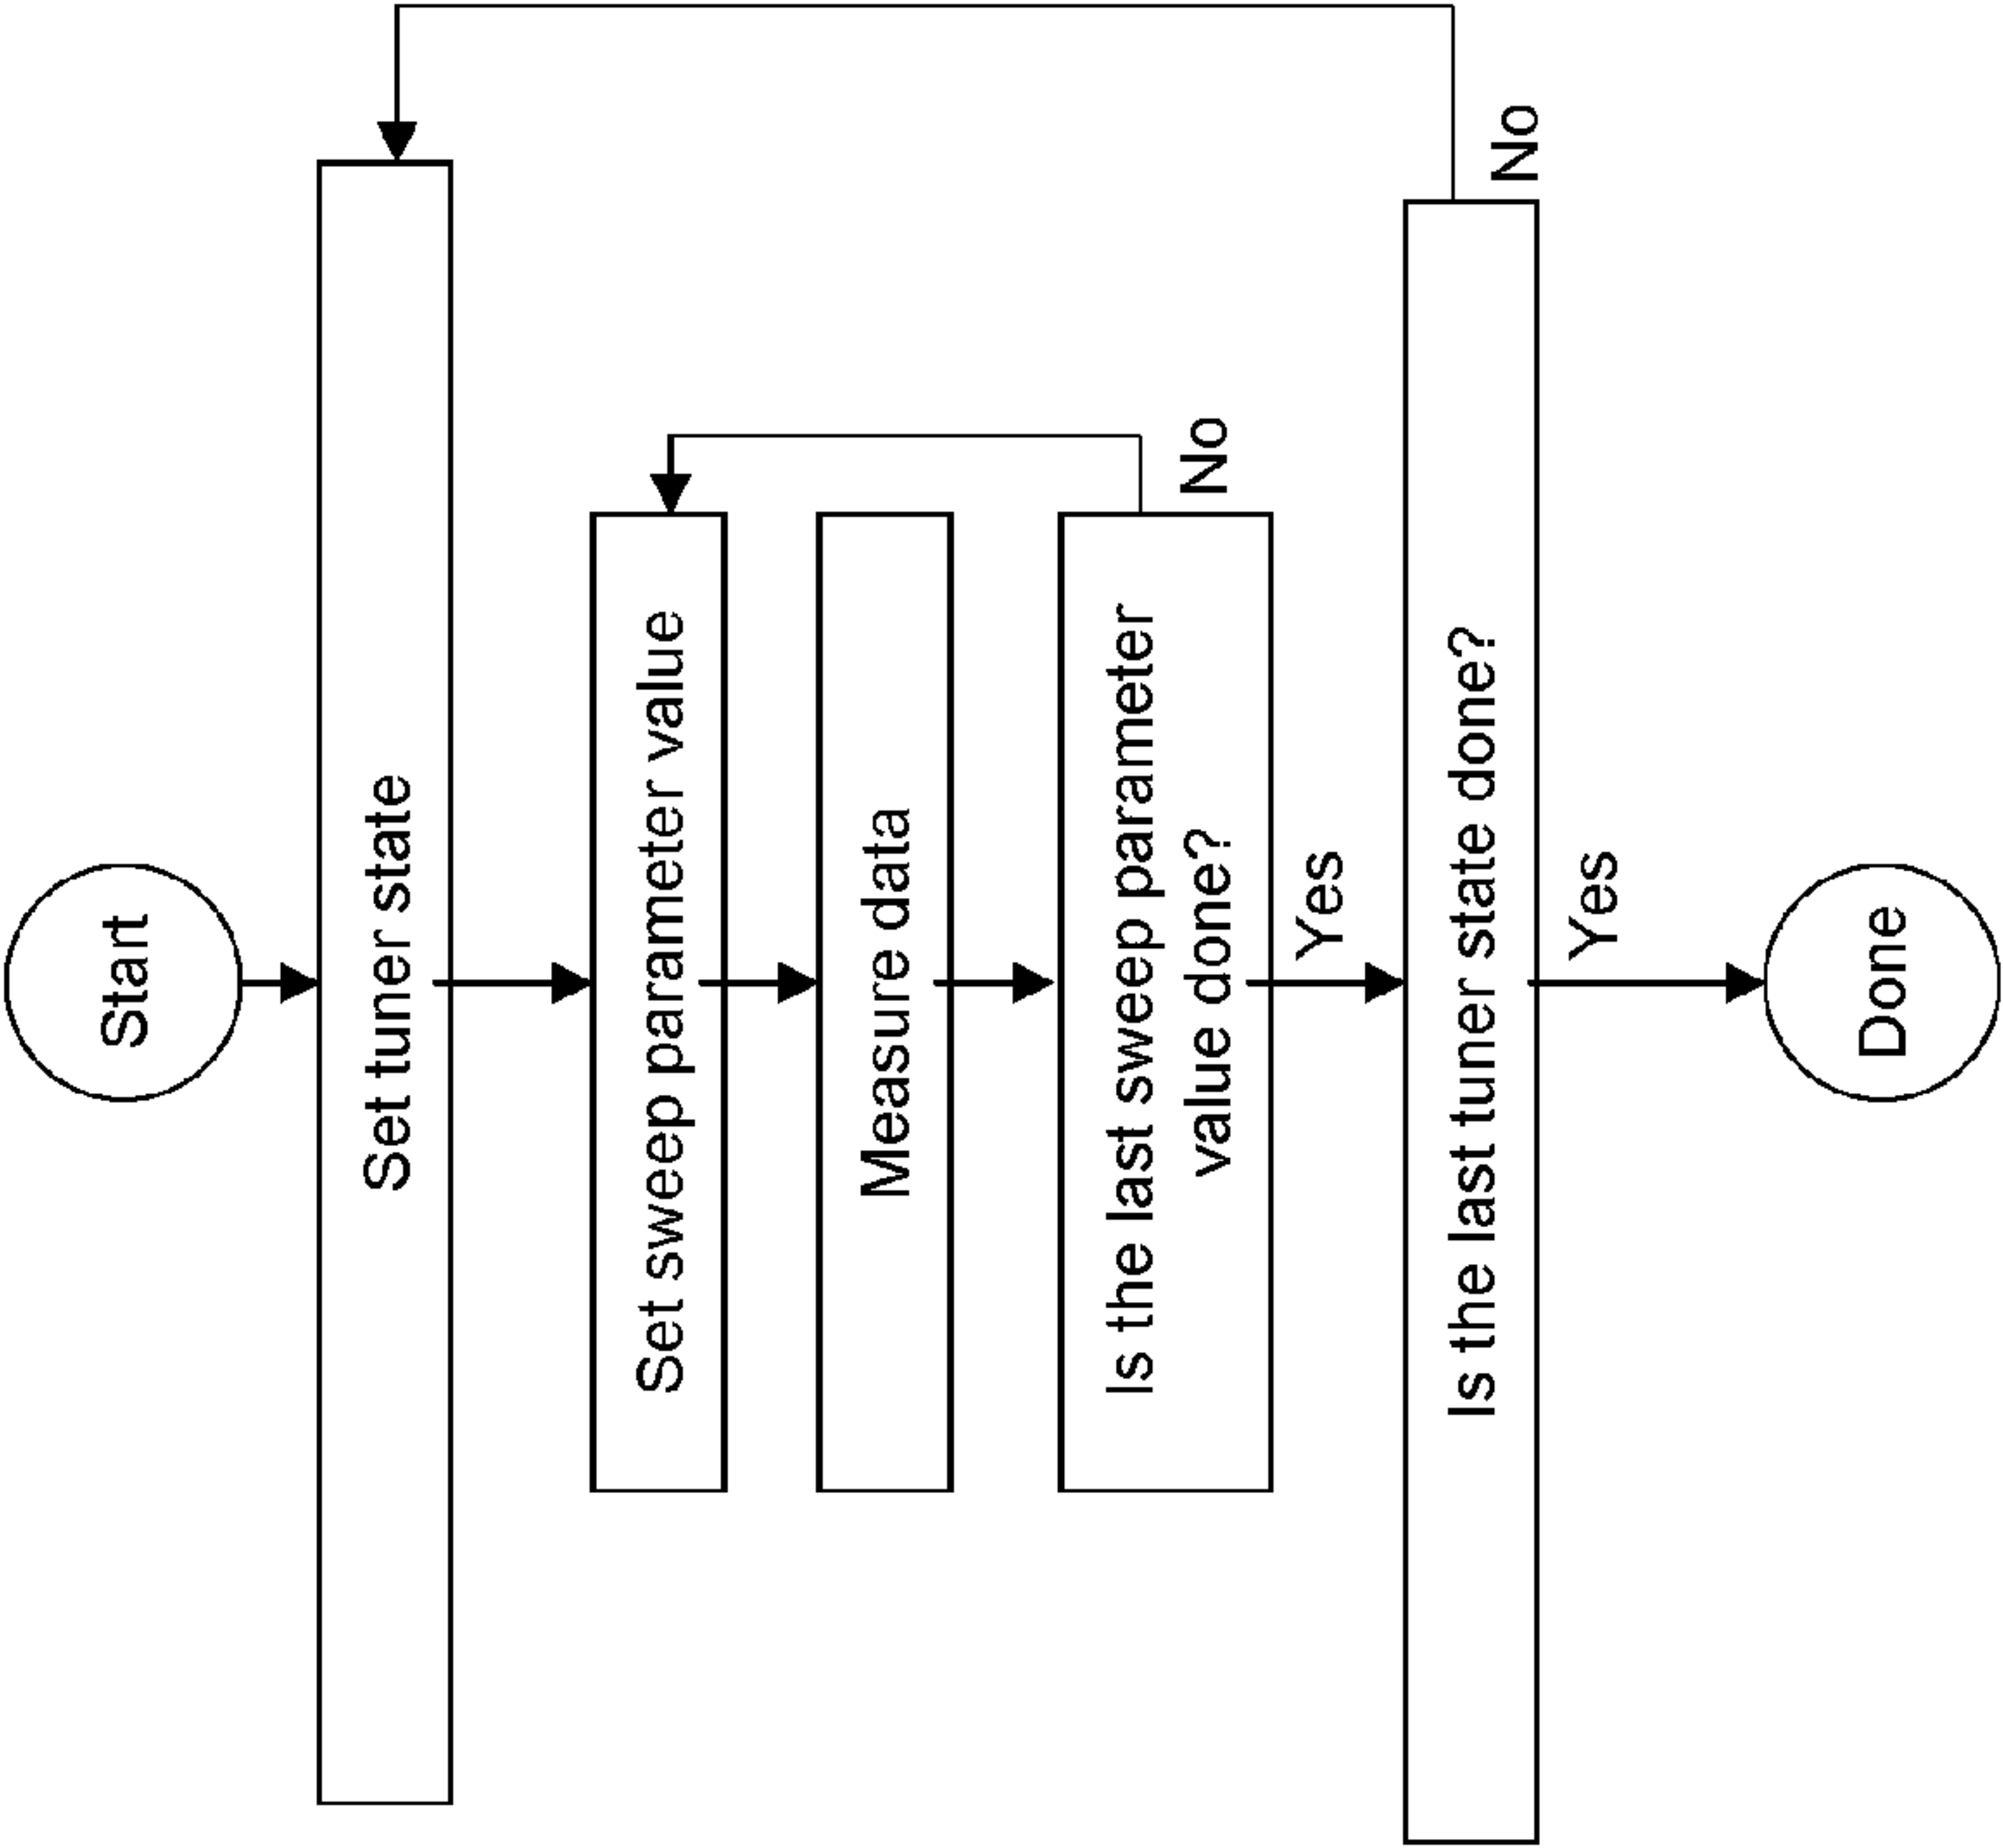 Start
Set tuner state
Set sweep parameter value
Measure data
Is the last sweep parameter
value done?
No
Yes
Is the last tuner state done?
No
Yes
Done